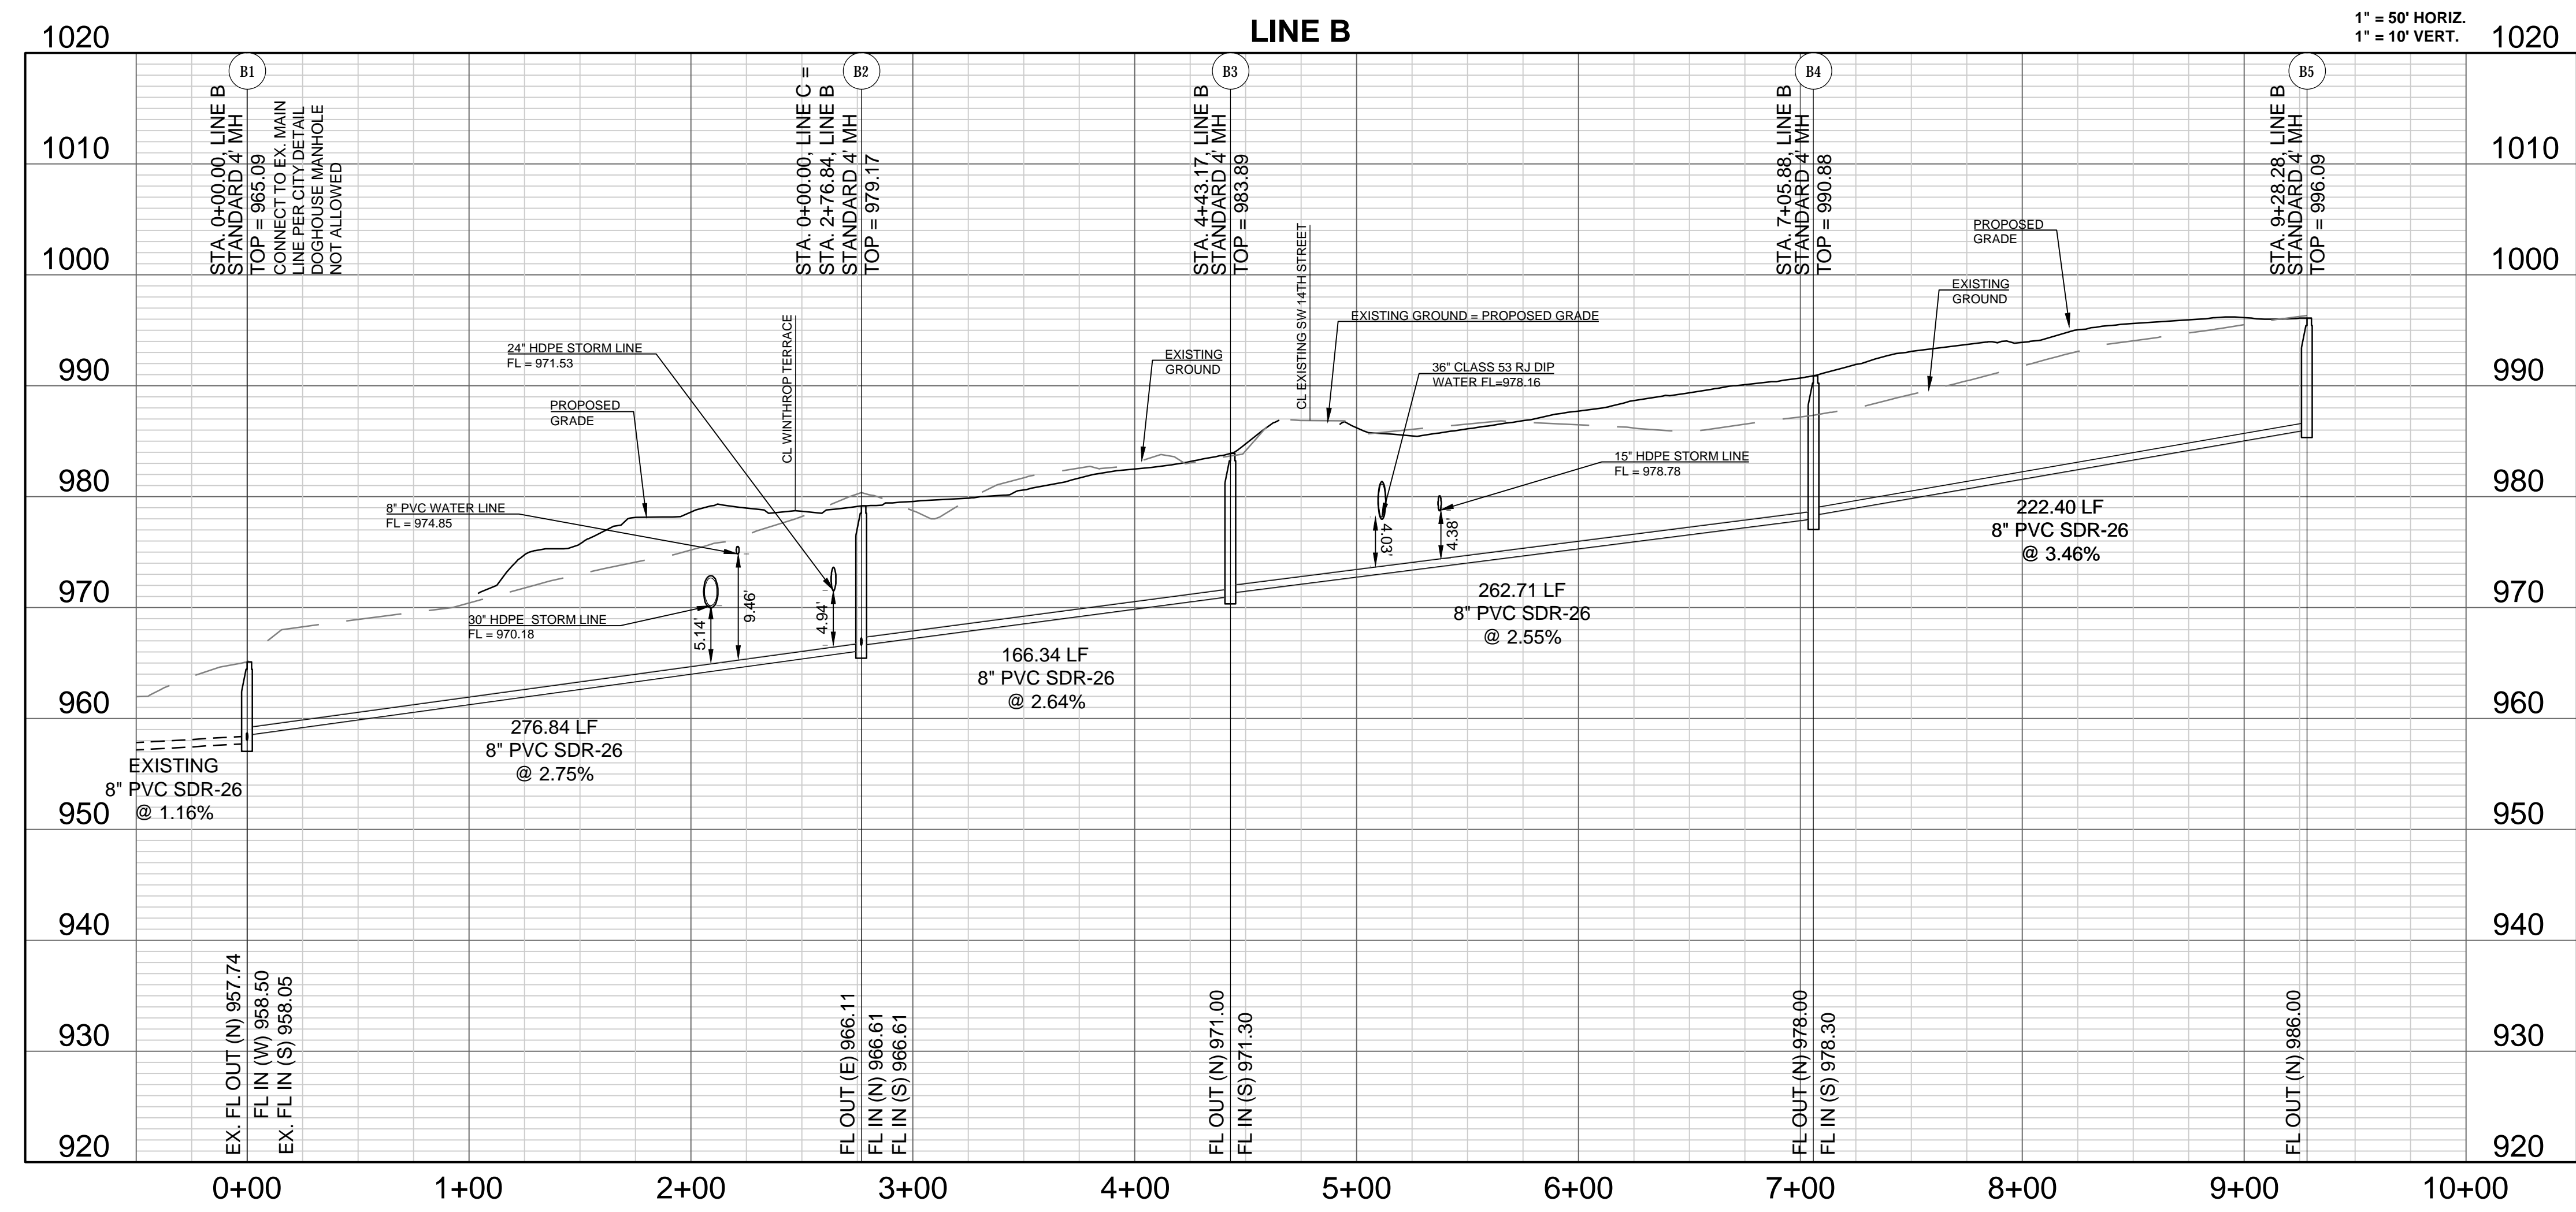 LINE B
1" = 50' HORIZ.
1" = 10' VERT.
1020
1020
B1
B2
B3
B4
B5
STA. 0+00.00, LINE B
STANDARD 4' MH
TOP = 965.09
CONNECT TO EX. MAIN
LINE PER CITY DETAIL
DOGHOUSE MANHOLE
NOT ALLOWED
STA. 0+00.00, LINE C =
STA. 2+76.84, LINE B
STANDARD 4' MH
TOP = 979.17
STA. 4+43.17, LINE B
STANDARD 4' MH
TOP = 983.89
STA. 7+05.88, LINE B
STANDARD 4' MH
TOP = 990.88
STA. 9+28.28, LINE B
STANDARD 4' MH
TOP = 996.09
1010
1010
1000
1000
PROPOSED
GRADE
EXISTING
GROUND
CL EXISTING SW 14TH STREET
EXISTING GROUND = PROPOSED GRADE
CL WINTHROP TERRACE
24" HDPE STORM LINE
FL = 971.53
EXISTING
GROUND
36" CLASS 53 RJ DIP
WATER FL=978.16
990
990
PROPOSED
GRADE
15" HDPE STORM LINE
FL = 978.78
980
980
8" PVC WATER LINE
FL = 974.85
4.03'
4.38'
222.40 LF
8" PVC SDR-26
@ 3.46%
970
970
30" HDPE STORM LINE
FL = 970.18
5.14'
9.46'
4.94'
262.71 LF
8" PVC SDR-26
@ 2.55%
166.34 LF
8" PVC SDR-26
@ 2.64%
960
960
276.84 LF
8" PVC SDR-26
@ 2.75%
EXISTING
8" PVC SDR-26
@ 1.16%
950
950
940
940
930
930
920
920
EX. FL OUT (N) 957.74
FL IN (W) 958.50
EX. FL IN (S) 958.05
FL OUT (E) 966.11
FL IN (N) 966.61
FL IN (S) 966.61
FL OUT (N) 971.00
FL IN (S) 971.30
FL OUT (N) 978.00
FL IN (S) 978.30
FL OUT (N) 986.00
0+00
1+00
2+00
3+00
4+00
5+00
6+00
7+00
8+00
9+00
10+00